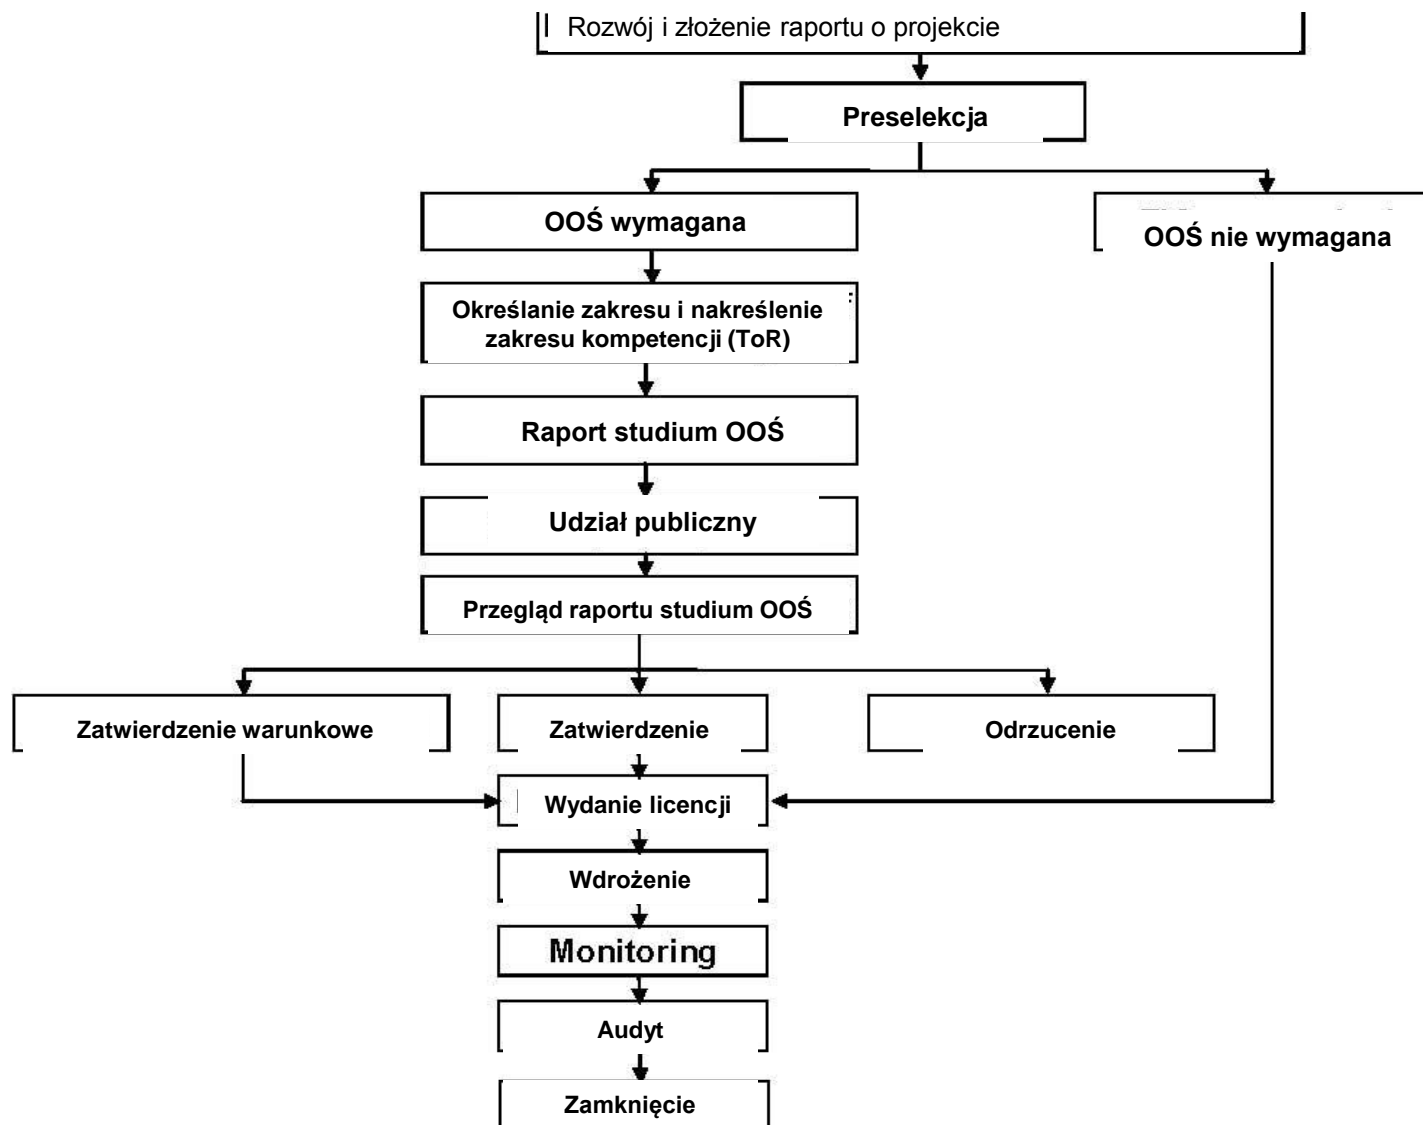 Rozwój i złożenie raportu o projekcie
Preselekcja
OOŚ wymagana
OOŚ nie wymagana
Określanie zakresu i nakreślenie
zakresu kompetencji (ToR)
Raport studium OOŚ
Udział publiczny
Przegląd raportu studium OOŚ
Zatwierdzenie warunkowe
Zatwierdzenie
Odrzucenie
Wydanie licencji
Wdrożenie
Monitoring
Audyt
Zamknięcie